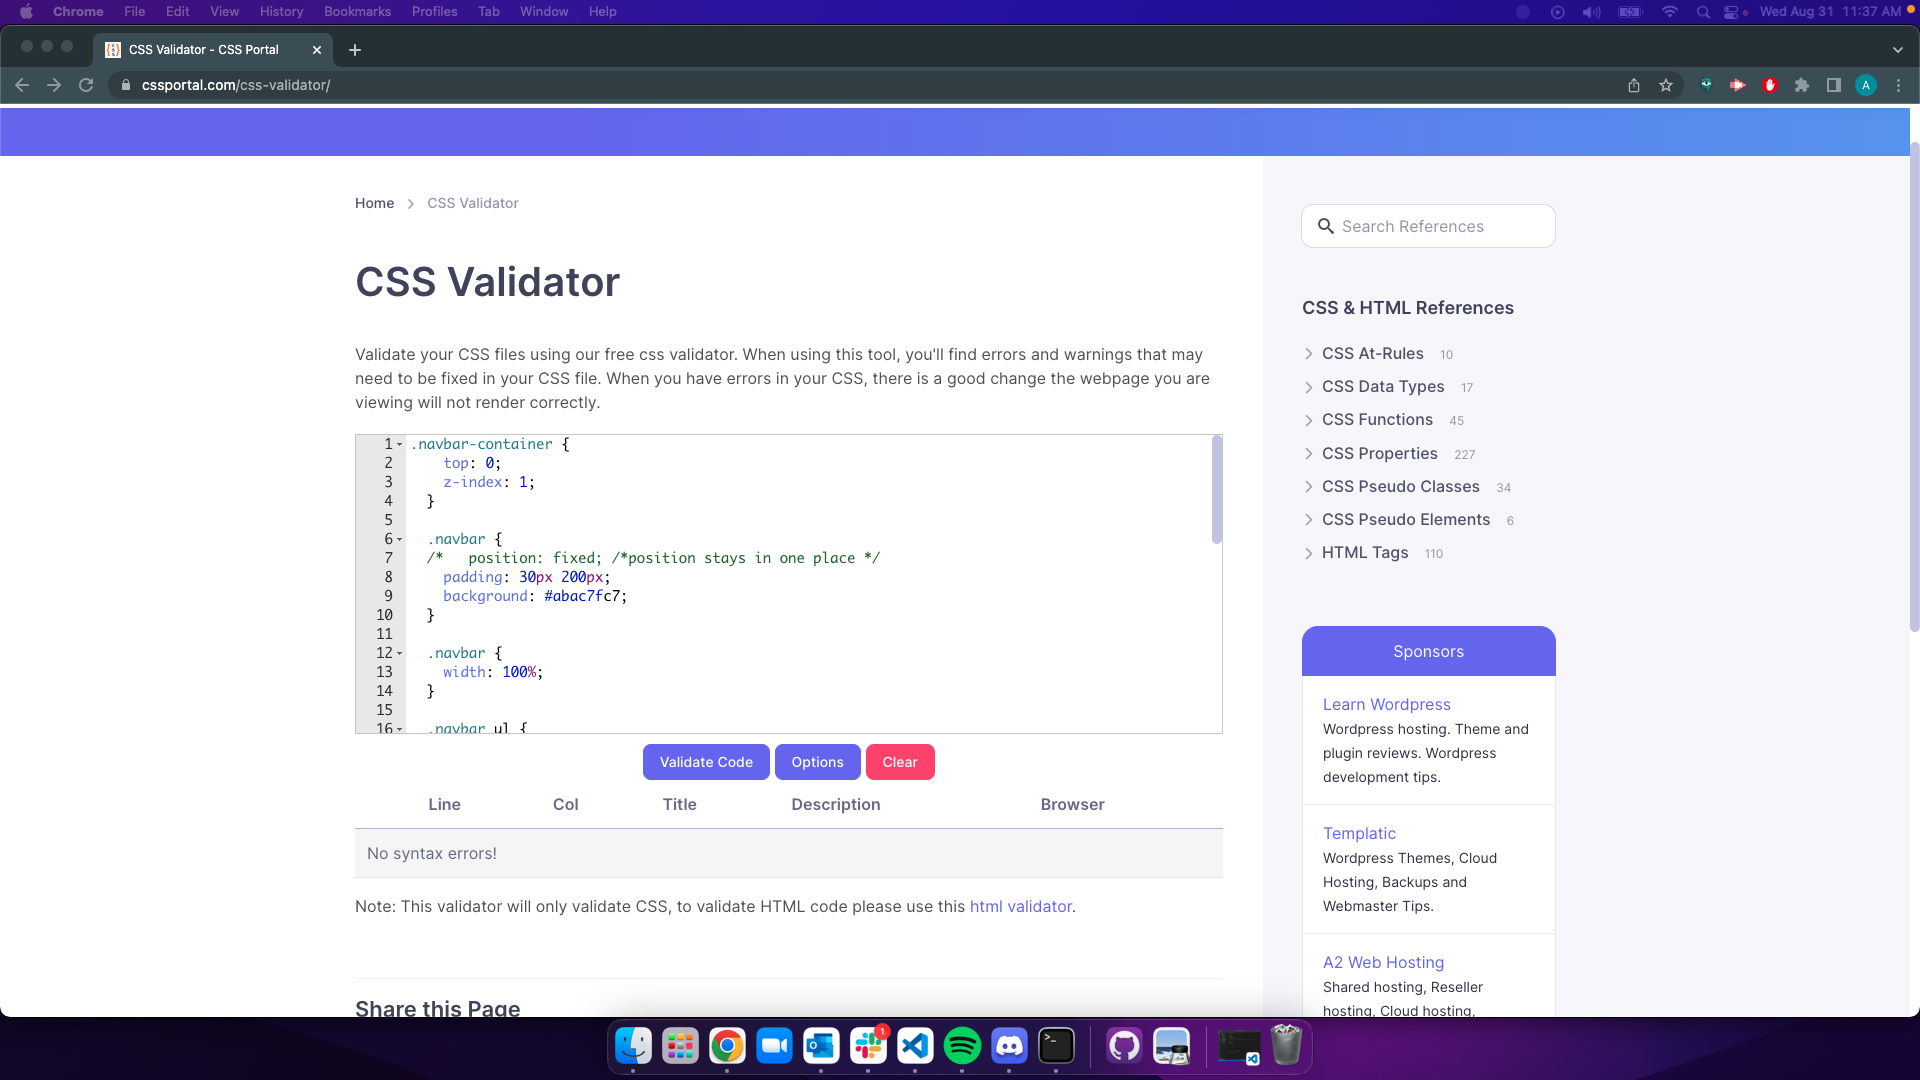 Chrome File Edit View History Bookmarks Profiles Tab Window Help
Wed Aug 31 11:37 AM
CSS Validator - CSS Portal
cssportal.com/css-validator/
A
Home > CSS Validator
CSS Validator
Validate your CSS files using our free css validator. When using this tool, you'll find errors and warnings that may
need to be fixed in your CSS file. When you have errors in your CSS, there is a good change the webpage you are
viewing will not render correctly.
1 .navbar-container {
2 top: 0;
3 z-index: 1;
4 }
5
6 .navbar {
7 /* position: fixed; /*position stays in one place */
8 padding: 30px 200px;
9 background: #abac7fc7;
10 }
11
12 .navbar {
13 width: 100%;
14 }
15
16 .navbar ul {
Validate Code Options Clear
Line Col Title Description Browser
No syntax errors!
Note: This validator will only validate CSS, to validate HTML code please use this html validator.
Share this Page
Search References
CSS & HTML References
CSS At-Rules 10
CSS Data Types 17
CSS Functions 45
CSS Properties 227
CSS Pseudo Classes 34
CSS Pseudo Elements 6
HTML Tags 110
Sponsors
Learn Wordpress
Wordpress hosting. Theme and
plugin reviews. Wordpress
development tips.
Templatic
Wordpress Themes, Cloud
Hosting, Backups and
Webmaster Tips.
A2 Web Hosting
Shared hosting, Reseller
hosting, Cloud hosting,
1